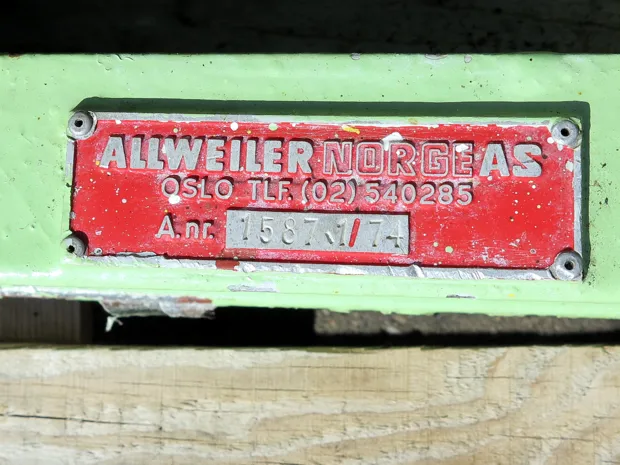 ALLWEILER NORGE AS
OSLO TLF. (02) 540285
A.nr. 1587.1/74